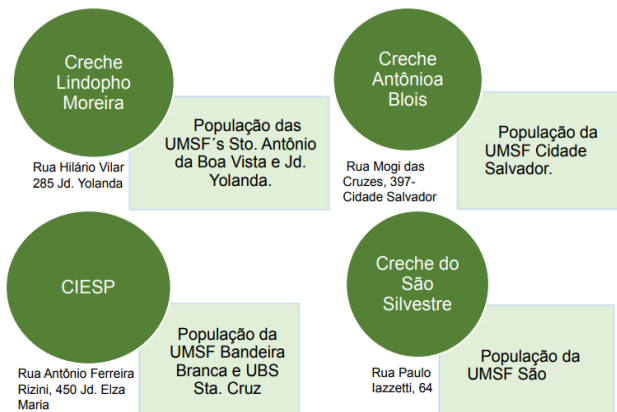 Creche
Lindopho
Moreira
População das
UMSF´s Sto. Antônio
da Boa Vista e Jd.
Yolanda.
Rua Hilário Vilar
285 Jd. Yolanda
Creche
Antônioa
Blois
População da
UMSF Cidade
Salvador.
Rua Mogi das
Cruzes, 397-
Cidade Salvador
CIESP
População da
UMSF Bandeira
Branca e UBS
Sta. Cruz
Rua Antônio Ferreira
Rizini, 450 Jd. Elza
Maria
Creche do
São
Silvestre
População da
UMSF São
Rua Paulo
Iazzetti, 64